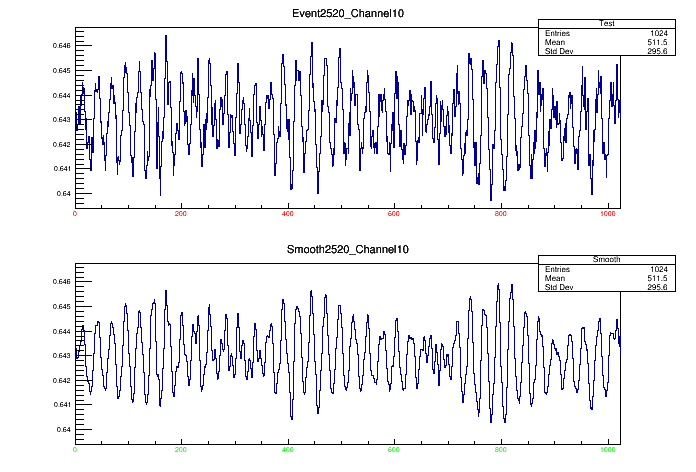 Event2520_Channel10
Test
Entries 1024
Mean 511.5
Std Dev 295.6
0.646
0.645
0.644
0.643
0.642
0.641
0.64
0 200 400 600 800 1000
Smooth2520_Channel10
Smooth
Entries 1024
Mean 511.5
Std Dev 295.6
0.646
0.645
0.644
0.643
0.642
0.641
0.64
0 200 400 600 800 1000